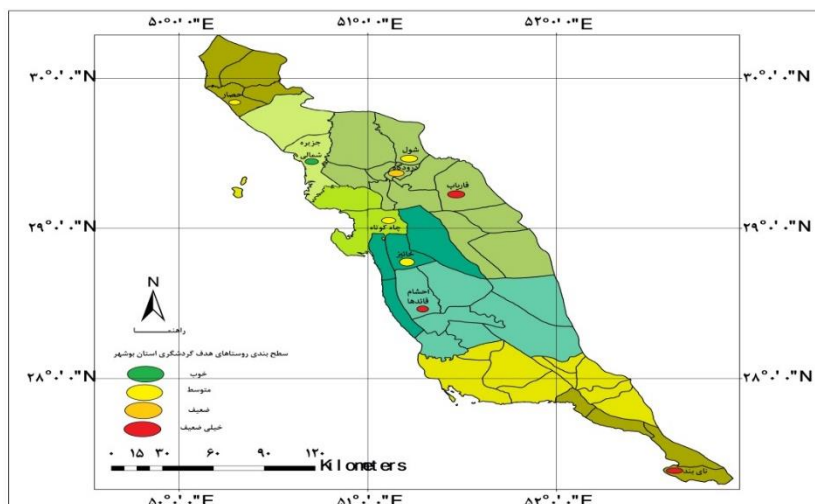 ۵۰°۰'۰"E ۵۱°۰'۰"E ۵۲°۰'۰"E
۳۰°۰'۰"N ۳۰°۰'۰"N
حصار
جزیره
شمالی
شول
درودگاه
فاریاب
۲۹°۰'۰"N ۲۹°۰'۰"N
چاه کوتاه
خائیز
احشام
قائدها
N
راهنما
سطح بندی روستاهای هدف گردشگری استان بوشهر
۲۸°۰'۰"N ۲۸°۰'۰"N
خوب
متوسط
ضعیف
خیلی ضعیف
نای بند
۰ ۱۵ ۳۰ ۶۰ ۹۰ ۱۲۰
Kilometers
۵۰°۰'۰"E ۵۱°۰'۰"E ۵۲°۰'۰"E